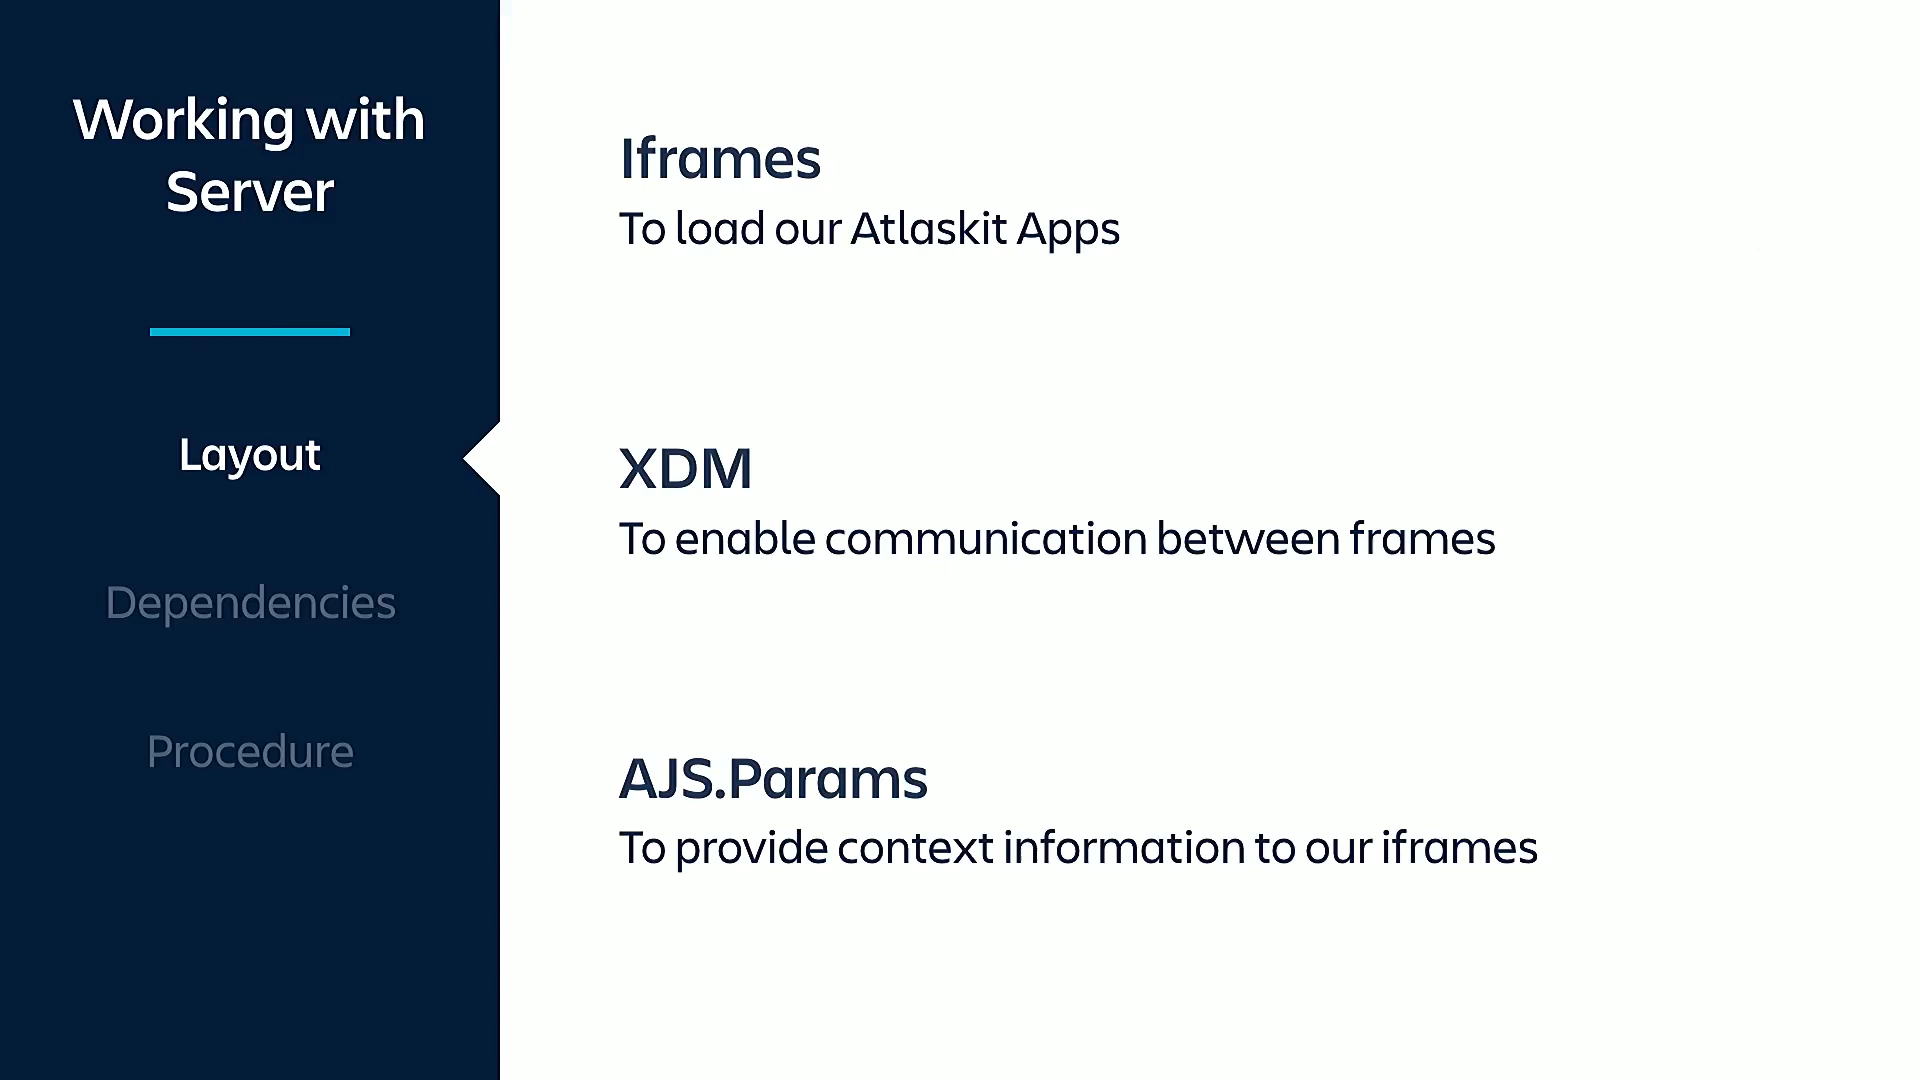 Working with
Server
Layout
Dependencies
Procedure
Iframes
To load our Atlaskit Apps
XDM
To enable communication between frames
AJS.Params
To provide context information to our iframes